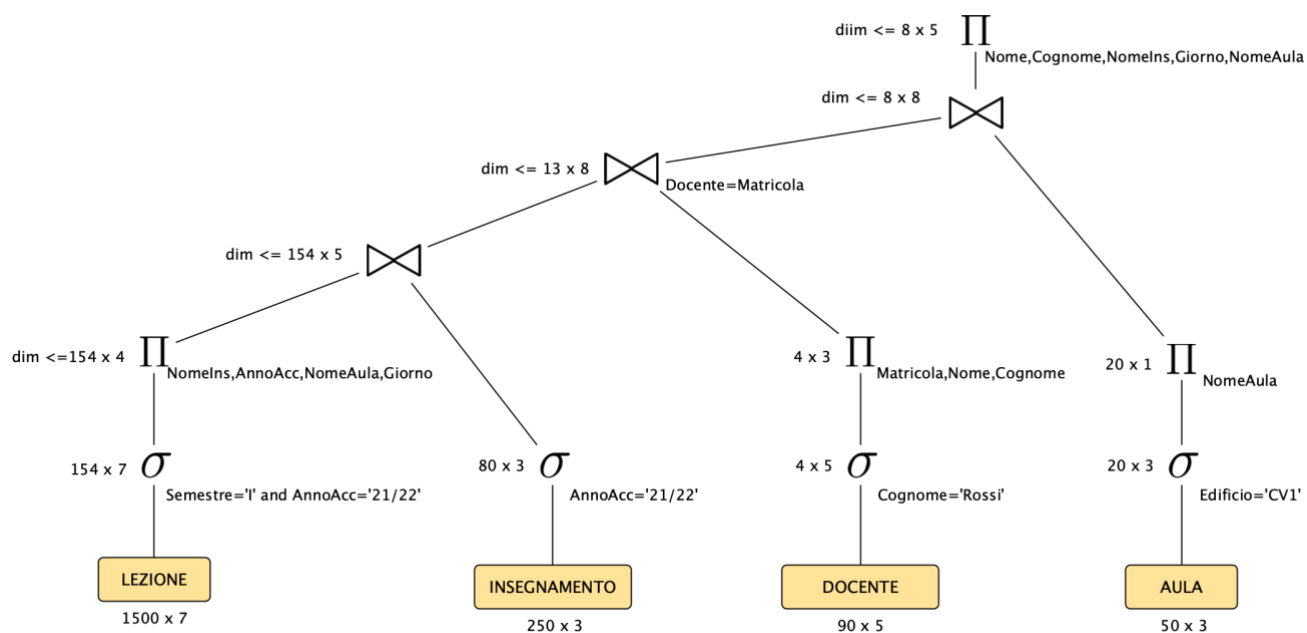 diim <= 8 x 5 ∏ Nome,Cognome,NomeIns,Giorno,NomeAula
dim <= 8 x 8 ⋈
dim <= 13 x 8 ⋈ Docente=Matricola
dim <= 154 x 5 ⋈
dim <=154 x 4 ∏ NomeIns,AnnoAcc,NomeAula,Giorno
4 x 3 ∏ Matricola,Nome,Cognome
20 x 1 ∏ NomeAula
154 x 7 σ Semestre='I' and AnnoAcc='21/22'
80 x 3 σ AnnoAcc='21/22'
4 x 5 σ Cognome='Rossi'
20 x 3 σ Edificio='CV1'
LEZIONE
1500 x 7
INSEGNAMENTO
250 x 3
DOCENTE
90 x 5
AULA
50 x 3